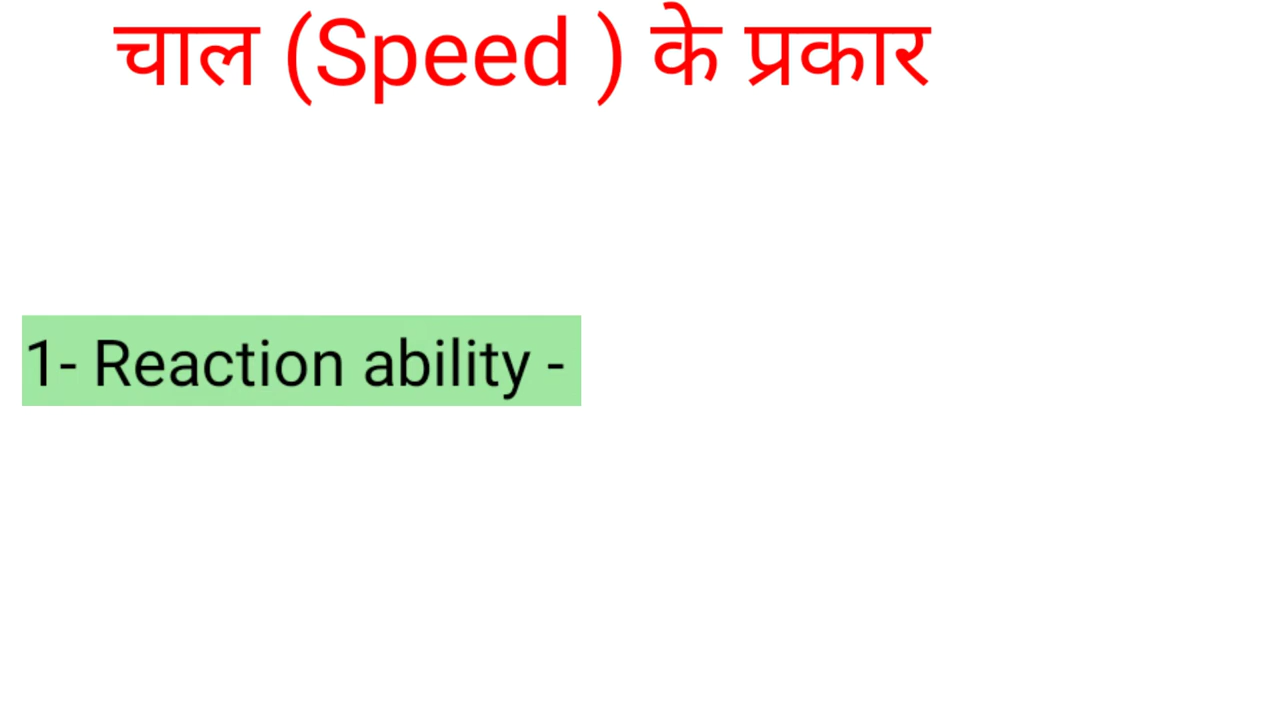 चाल (Speed ) के प्रकार
1- Reaction ability -